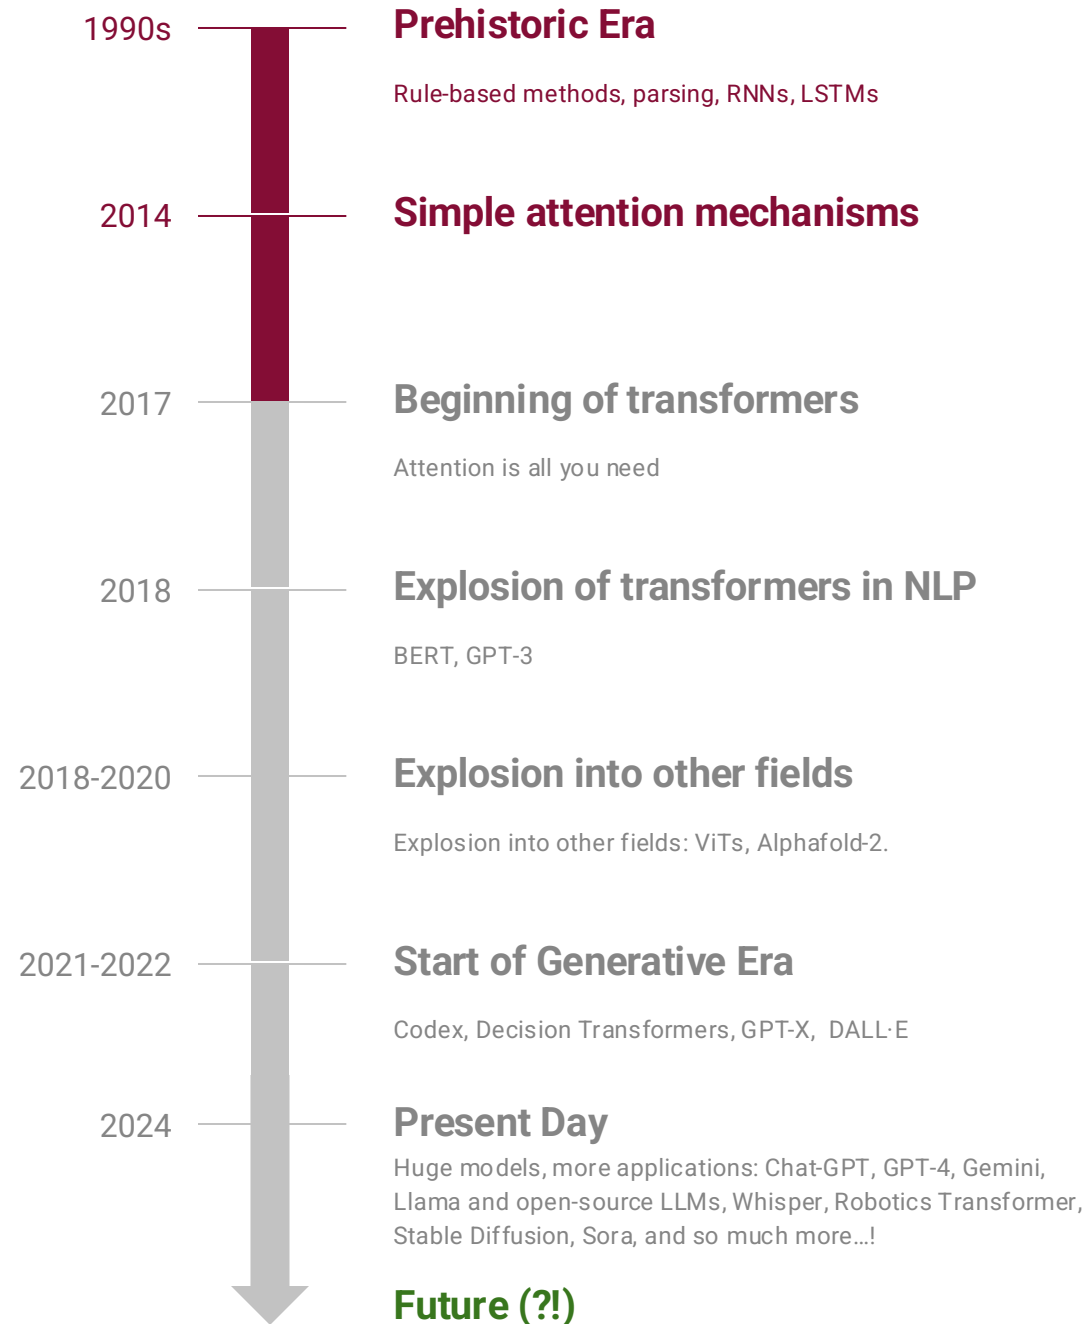 1990s
Prehistoric Era
Rule-based methods, parsing, RNNs, LSTMs
2014
Simple attention mechanisms
2017
Beginning of transformers
Attention is all you need
2018
Explosion of transformers in NLP
BERT, GPT-3
2018-2020
Explosion into other fields
Explosion into other fields: ViTs, Alphafold-2.
2021-2022
Start of Generative Era
Codex, Decision Transformers, GPT-X, DALL·E
2024
Present Day
Huge models, more applications: Chat-GPT, GPT-4, Gemini,
Llama and open-source LLMs, Whisper, Robotics Transformer,
Stable Diffusion, Sora, and so much more…!
Future (?!)